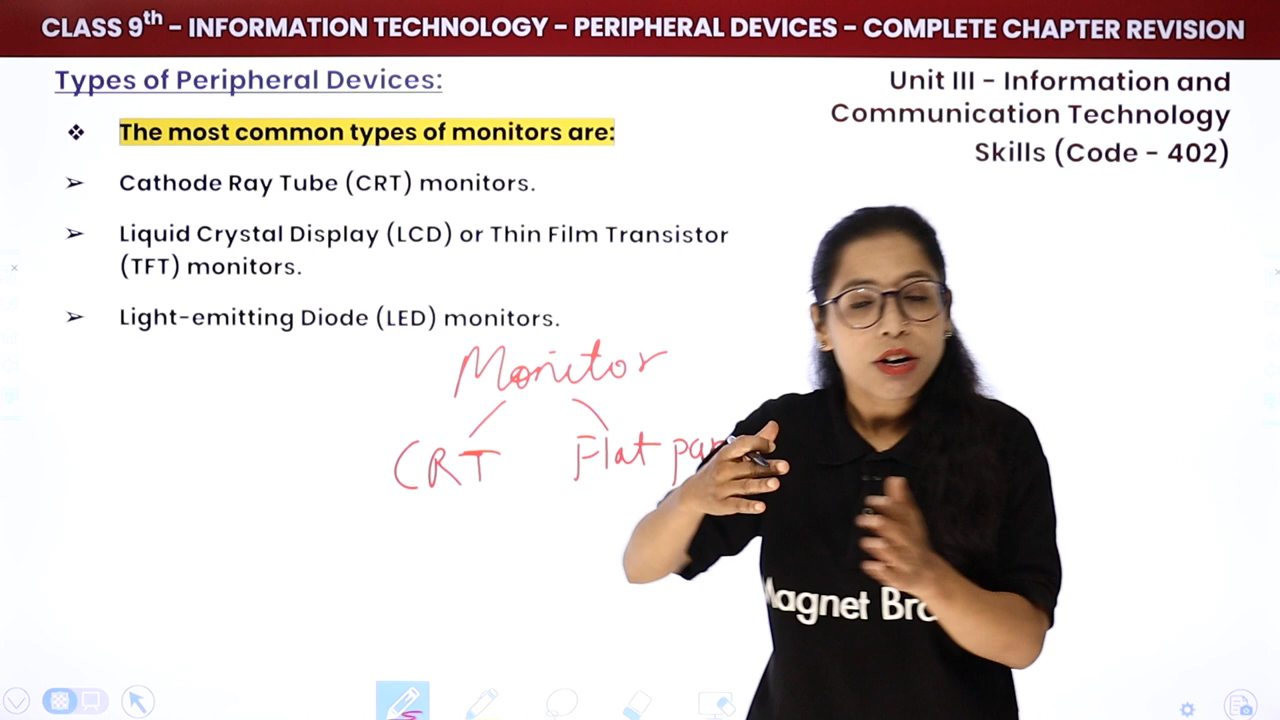 CLASS 9th - INFORMATION TECHNOLOGY - PERIPHERAL DEVICES - COMPLETE CHAPTER REVISION
Types of Peripheral Devices:
Unit III - Information and
Communication Technology
Skills (Code - 402)
❖ The most common types of monitors are:
➢ Cathode Ray Tube (CRT) monitors.
➢ Liquid Crystal Display (LCD) or Thin Film Transistor
(TFT) monitors.
➢ Light-emitting Diode (LED) monitors.
Monitor
CRT Flat